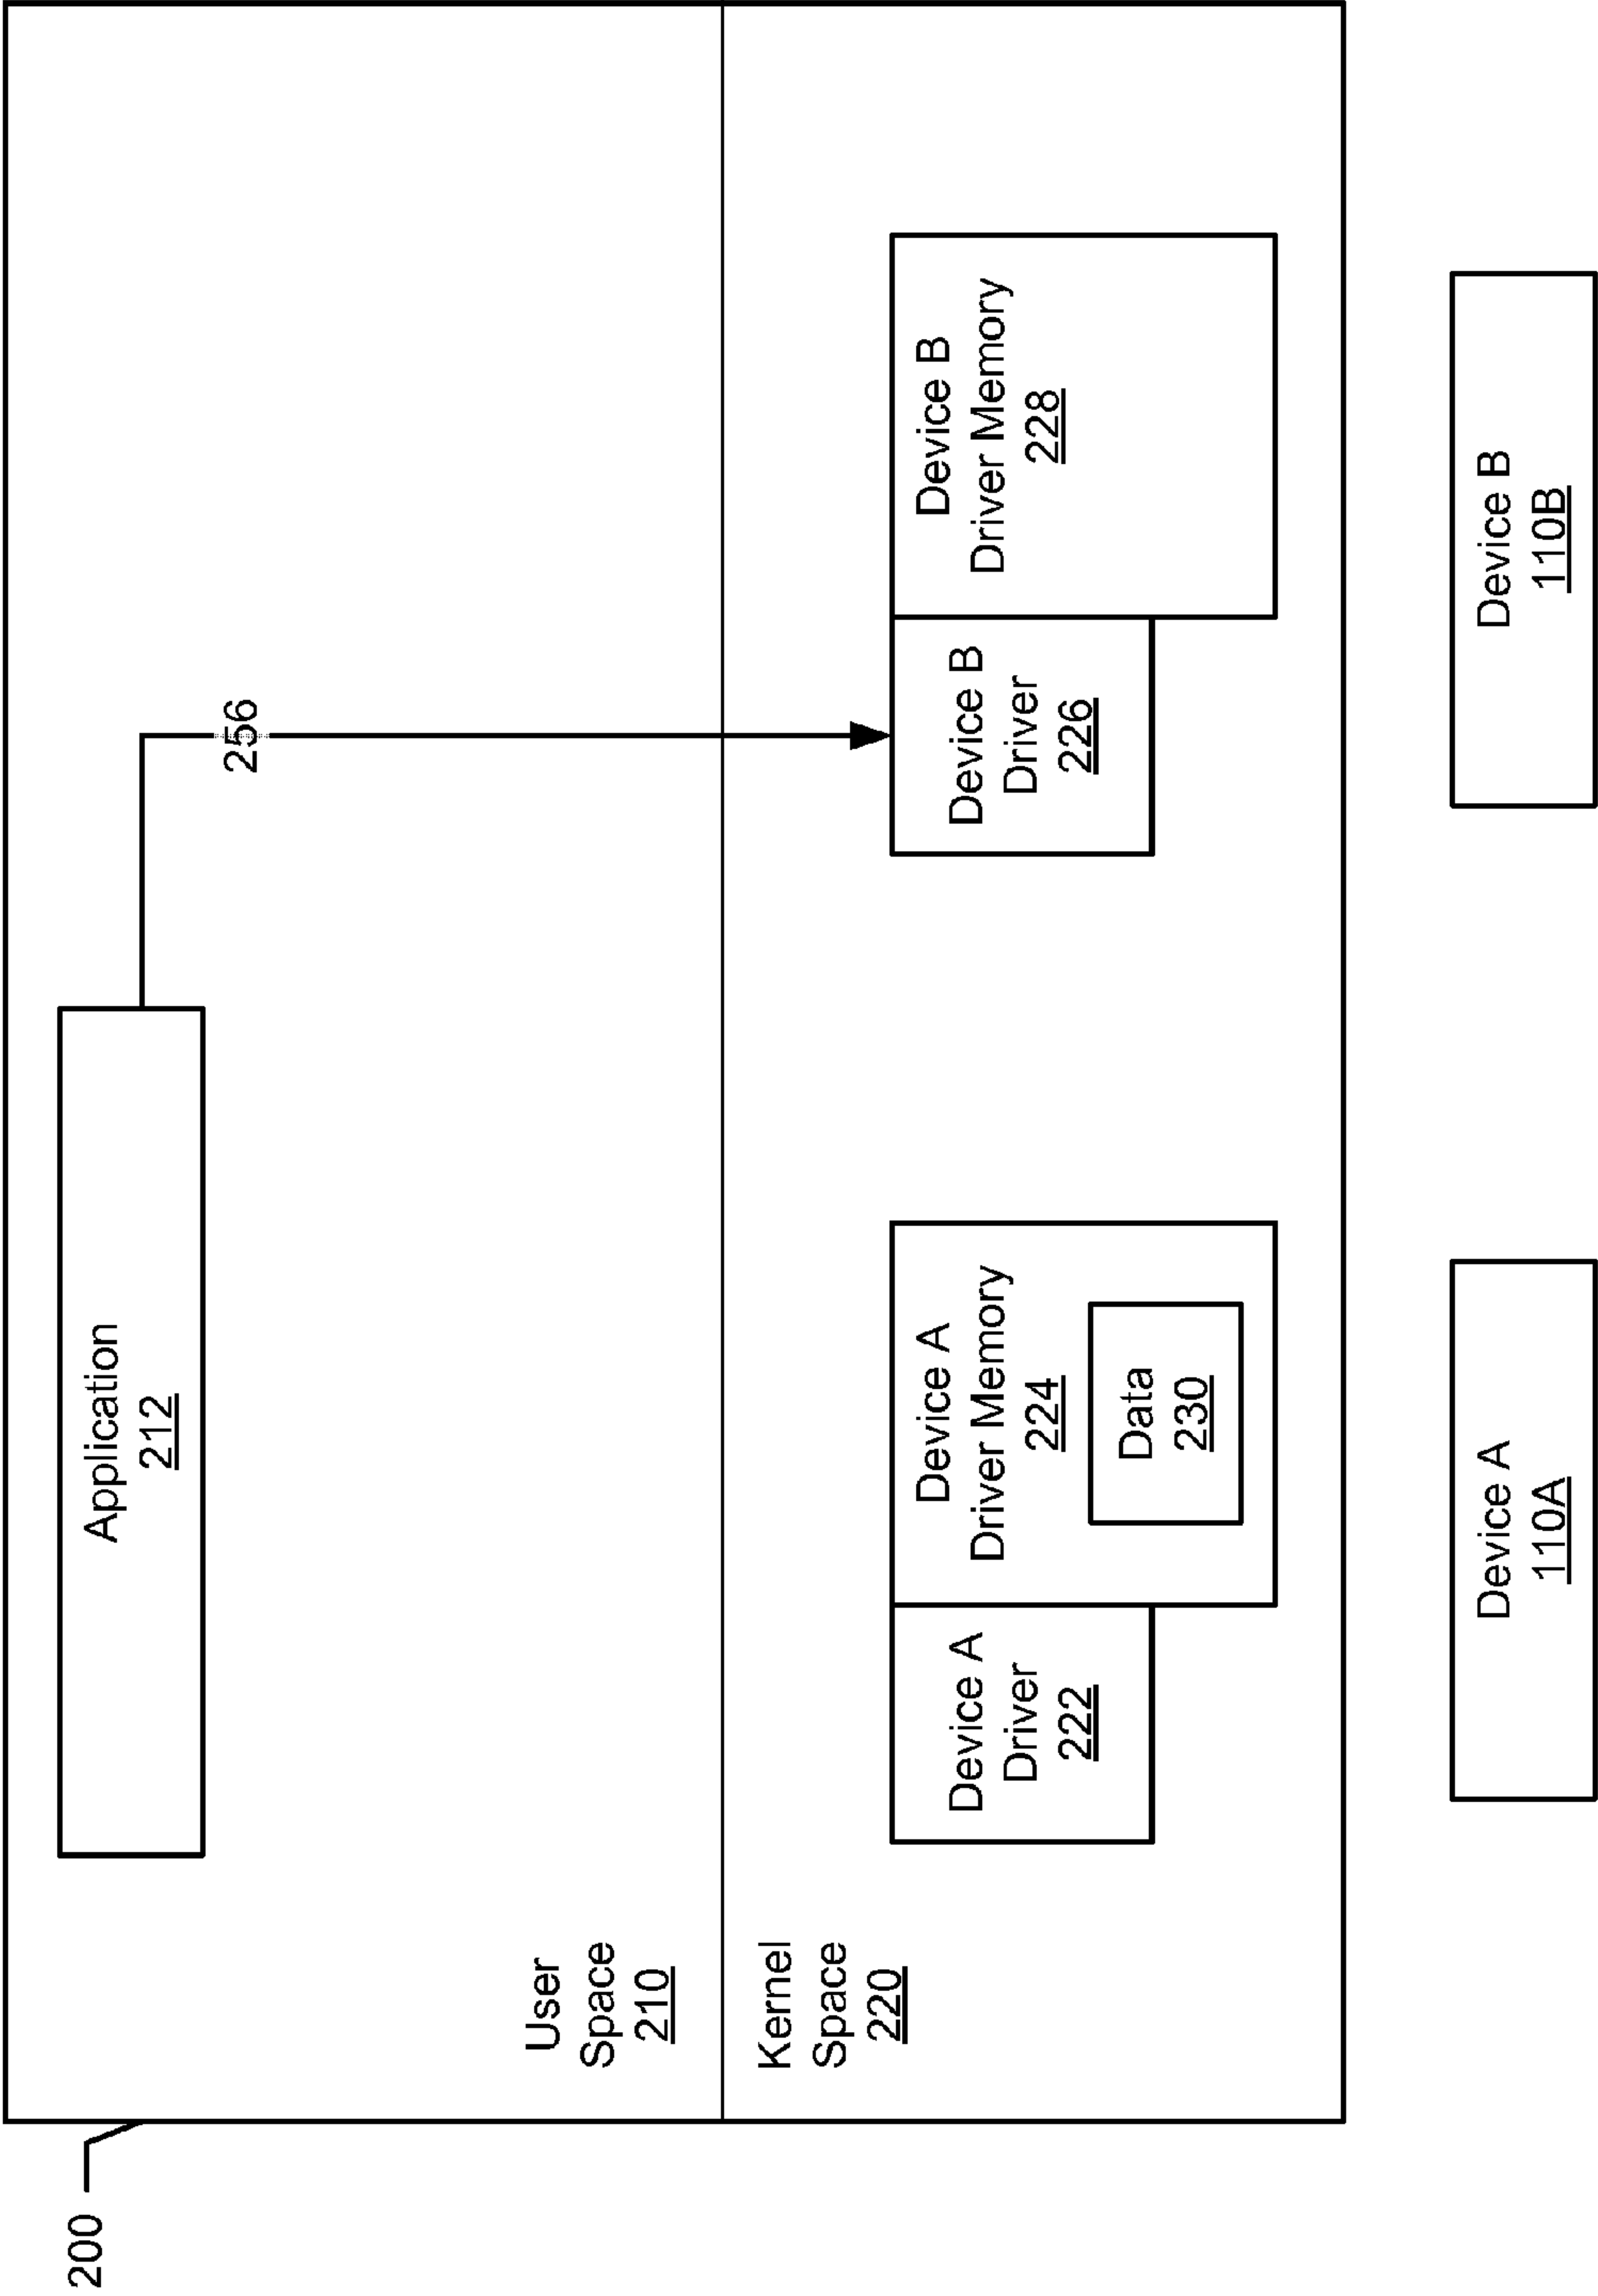 200
Application
212
256
User
Space
210
Kernel
Space
220
Device A
Driver
222
Device A
Driver Memory
224
Data
230
Device B
Driver
226
Device B
Driver Memory
228
Device A
110A
Device B
110B